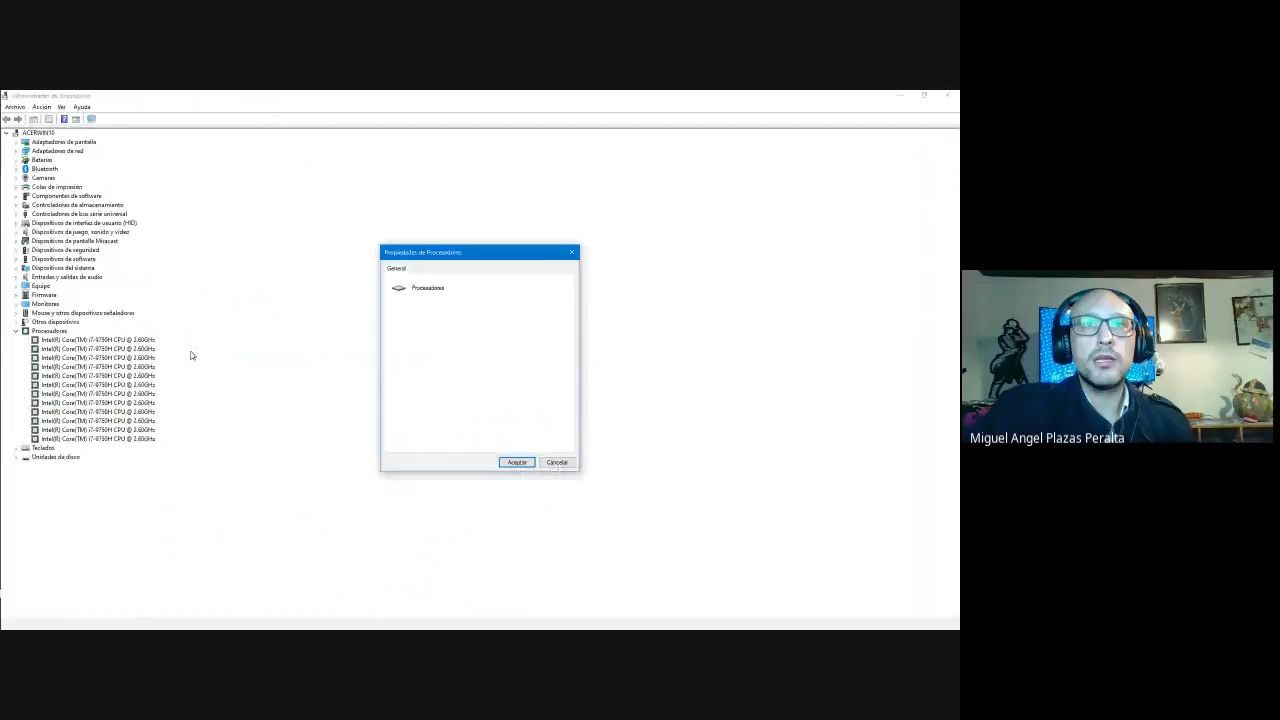 Administrador de dispositivos
Archivo Acción Ver Ayuda
ACERWIN10
Adaptadores de pantalla
Adaptadores de red
Baterías
Bluetooth
Cámaras
Colas de impresión
Componentes de software
Controladoras de almacenamiento
Controladoras de bus serie universal
Dispositivos de interfaz de usuario (HID)
Dispositivos de juego, sonido y vídeo
Dispositivos de pantalla Miracast
Dispositivos de seguridad
Dispositivos de software
Dispositivos del sistema
Entradas y salidas de audio
Equipo
Firmware
Monitores
Mouse y otros dispositivos señaladores
Otros dispositivos
Procesadores
Intel(R) Core(TM) i7-9750H CPU @ 2.60GHz
Intel(R) Core(TM) i7-9750H CPU @ 2.60GHz
Intel(R) Core(TM) i7-9750H CPU @ 2.60GHz
Intel(R) Core(TM) i7-9750H CPU @ 2.60GHz
Intel(R) Core(TM) i7-9750H CPU @ 2.60GHz
Intel(R) Core(TM) i7-9750H CPU @ 2.60GHz
Intel(R) Core(TM) i7-9750H CPU @ 2.60GHz
Intel(R) Core(TM) i7-9750H CPU @ 2.60GHz
Intel(R) Core(TM) i7-9750H CPU @ 2.60GHz
Intel(R) Core(TM) i7-9750H CPU @ 2.60GHz
Intel(R) Core(TM) i7-9750H CPU @ 2.60GHz
Intel(R) Core(TM) i7-9750H CPU @ 2.60GHz
Teclados
Unidades de disco
Propiedades de Procesadores
General
Procesadores
Aceptar Cancelar
Miguel Angel Plazas Peralta